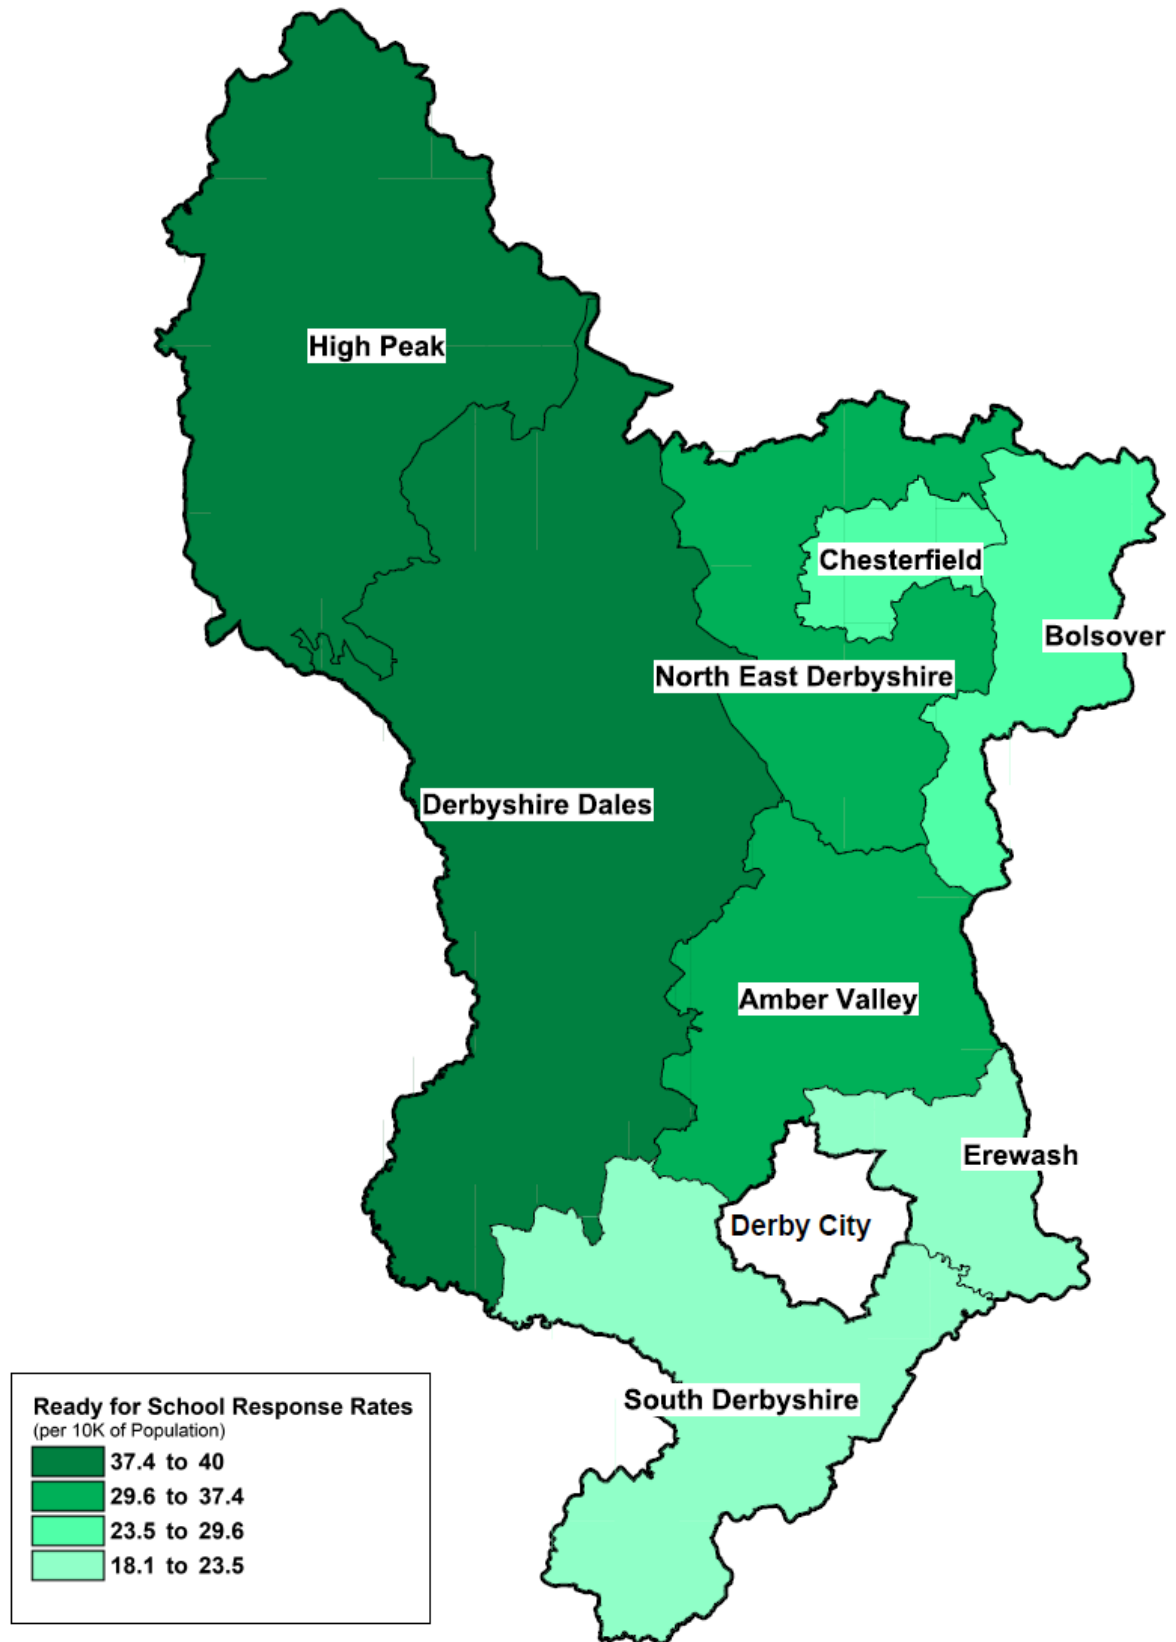 High Peak
Chesterfield
Bolsover
North East Derbyshire
Derbyshire Dales
Amber Valley
Erewash
Derby City
South Derbyshire
Ready for School Response Rates
(per 10K of Population)
37.4 to 40
29.6 to 37.4
23.5 to 29.6
18.1 to 23.5